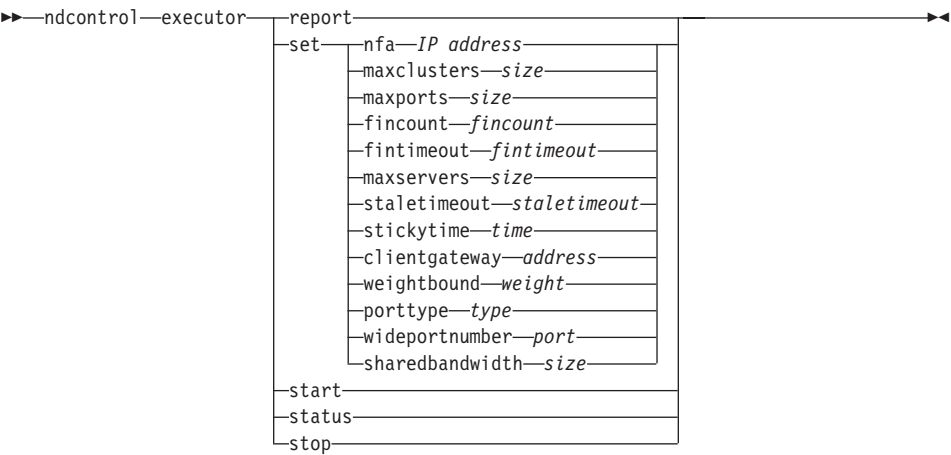 ndcontrol executor report
set nfa IP address
maxclusters size
maxports size
fincount fincount
fintimeout fintimeout
maxservers size
staletimeout staletimeout
stickytime time
clientgateway address
weightbound weight
porttype type
wideportnumber port
sharedbandwidth size
start
status
stop